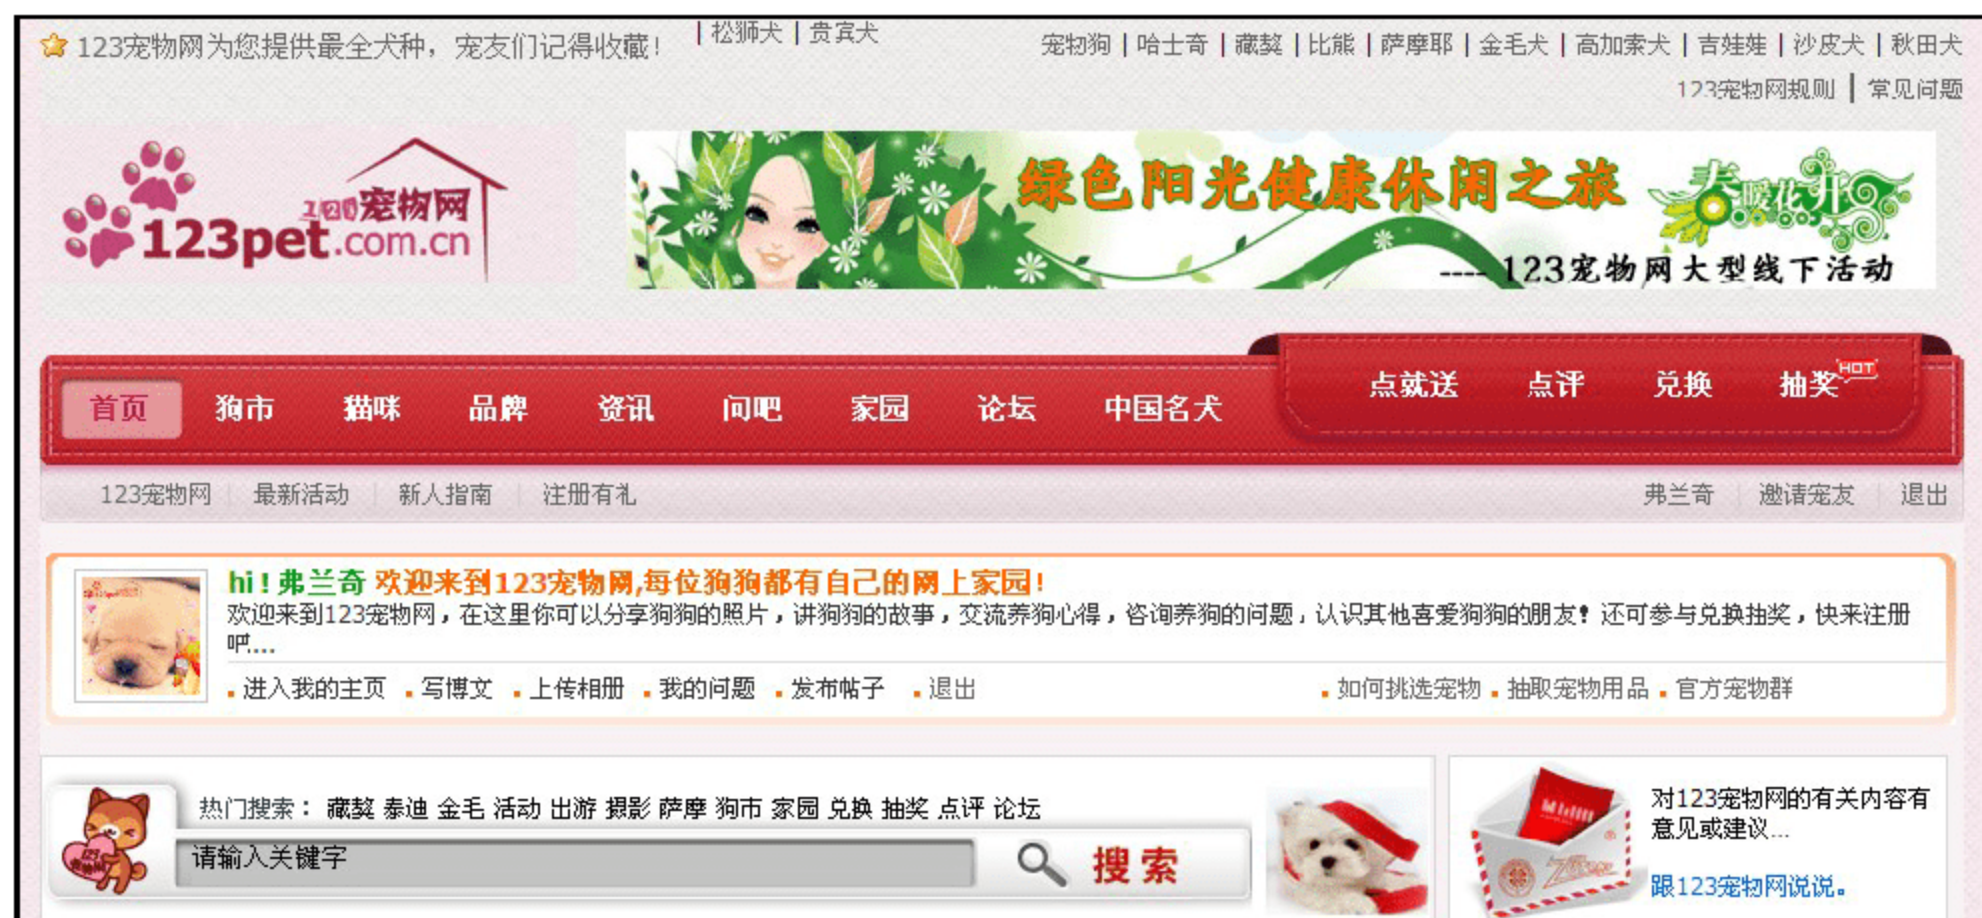 123宠物网为您提供最全犬种，宠友们记得收藏！
| 松狮犬 | 贵宾犬
宠物狗 | 哈士奇 | 藏獒 | 比熊 | 萨摩耶 | 金毛犬 | 高加索犬 | 吉娃娃 | 沙皮犬 | 秋田犬
123宠物网规则 | 常见问题
123宠物网
123pet.com.cn
绿色阳光健康休闲之旅
春暖花开
---- 123宠物网大型线下活动
首页 狗市 猫咪 品牌 资讯 问吧 家园 论坛 中国名犬 点就送 点评 兑换 抽奖 HOT
123宠物网 最新活动 新人指南 注册有礼 弗兰奇 邀请宠友 退出
hi！弗兰奇 欢迎来到123宠物网,每位狗狗都有自己的网上家园！
欢迎来到123宠物网，在这里你可以分享狗狗的照片，讲狗狗的故事，交流养狗心得，咨询养狗的问题，认识其他喜爱狗狗的朋友！还可参与兑换抽奖，快来注册
吧....
进入我的主页 写博文 上传相册 我的问题 发布帖子 退出 如何挑选宠物 抽取宠物用品 官方宠物群
热门搜索： 藏獒 泰迪 金毛 活动 出游 摄影 萨摩 狗市 家园 兑换 抽奖 点评 论坛
请输入关键字
搜索
对123宠物网的有关内容有
意见或建议...
跟123宠物网说说。